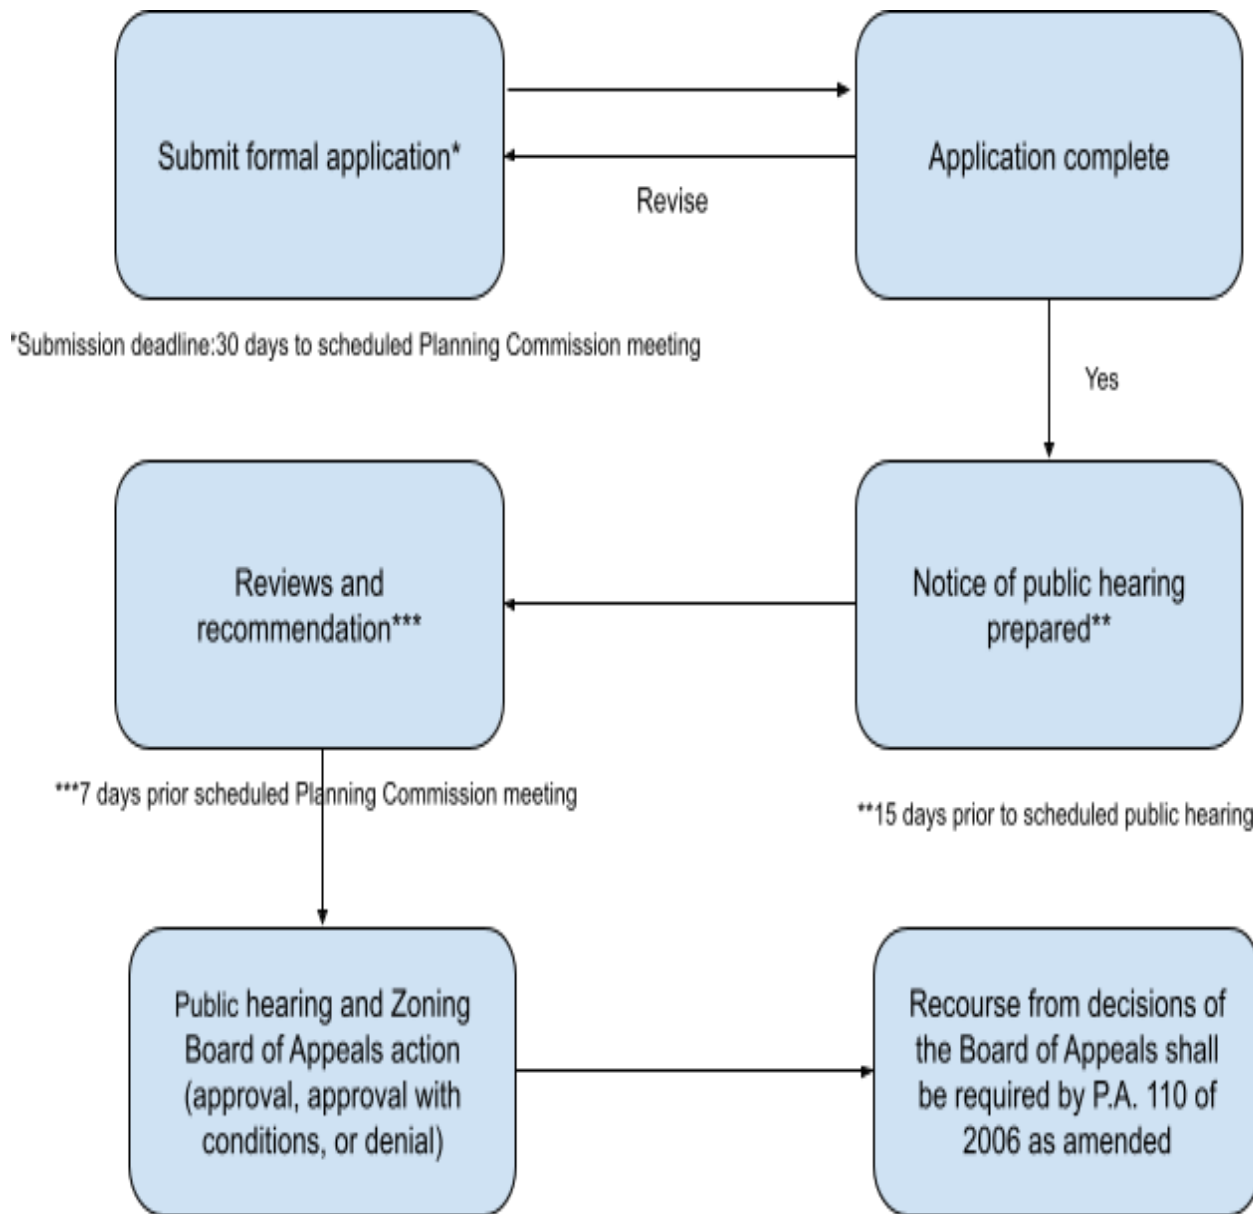 Submit formal application*
Application complete
Revise
*Submission deadline:30 days to scheduled Planning Commission meeting
Yes
Reviews and
recommendation***
Notice of public hearing
prepared**
***7 days prior scheduled Planning Commission meeting
**15 days prior to scheduled public hearing
Public hearing and Zoning
Board of Appeals action
(approval, approval with
conditions, or denial)
Recourse from decisions of
the Board of Appeals shall
be required by P.A. 110 of
2006 as amended